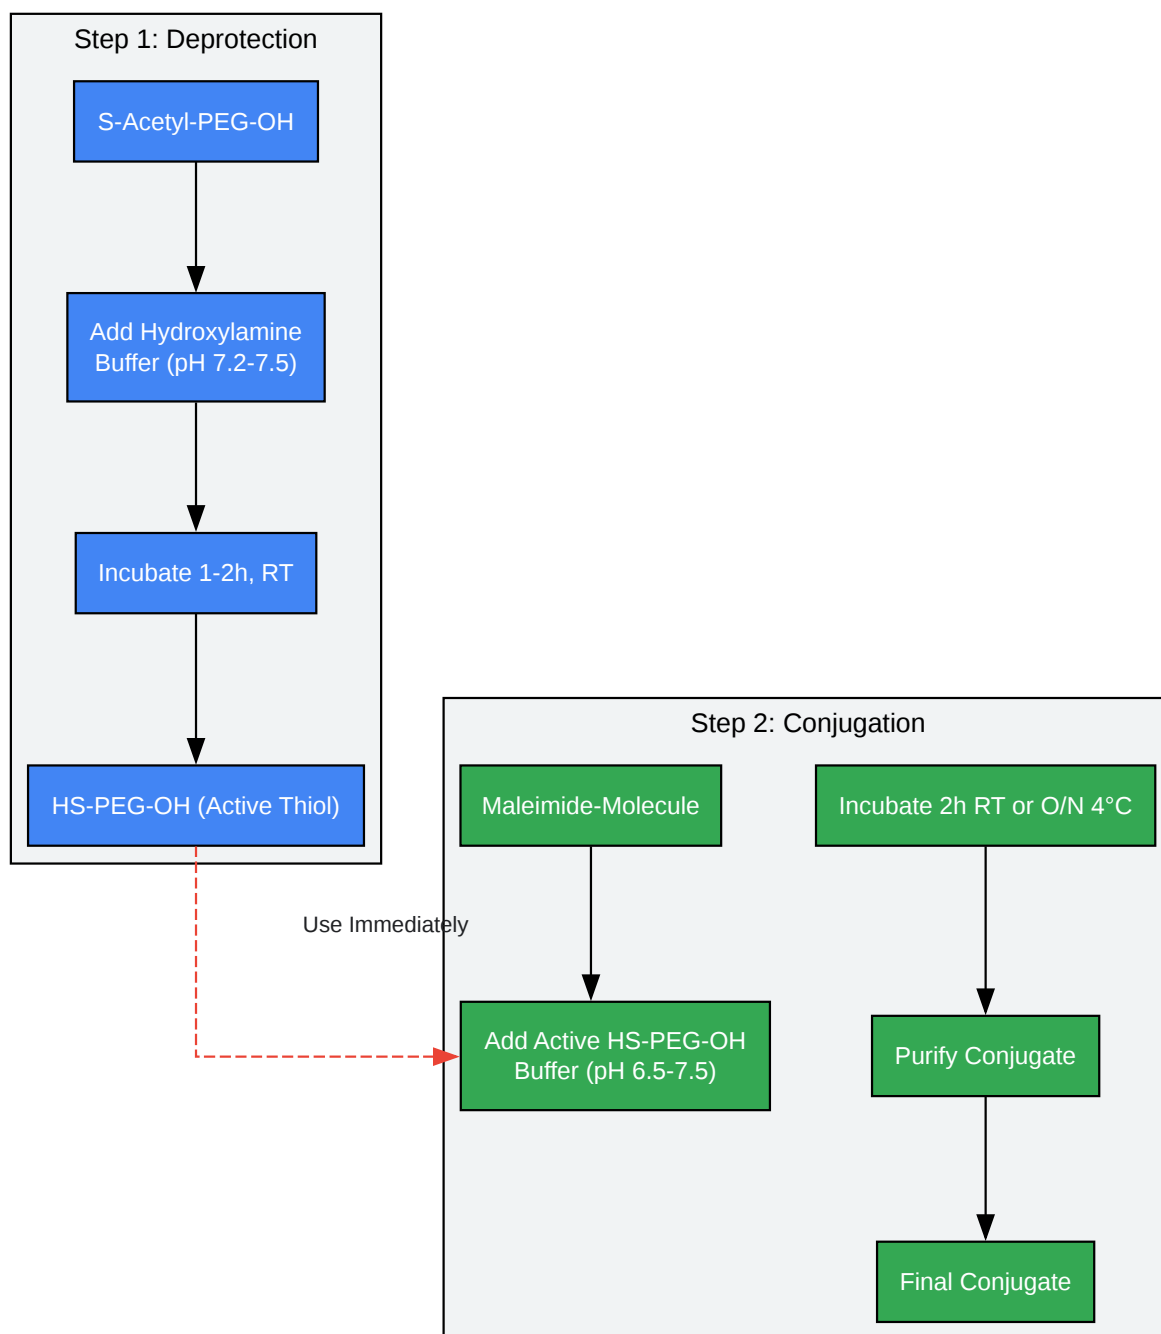 Step 1: Deprotection
S-Acetyl-PEG-OH
Add Hydroxylamine
Buffer (pH 7.2-7.5)
Incubate 1-2h, RT
HS-PEG-OH (Active Thiol)
Use Immediately
Step 2: Conjugation
Maleimide-Molecule
Add Active HS-PEG-OH
Buffer (pH 6.5-7.5)
Incubate 2h RT or O/N 4°C
Purify Conjugate
Final Conjugate